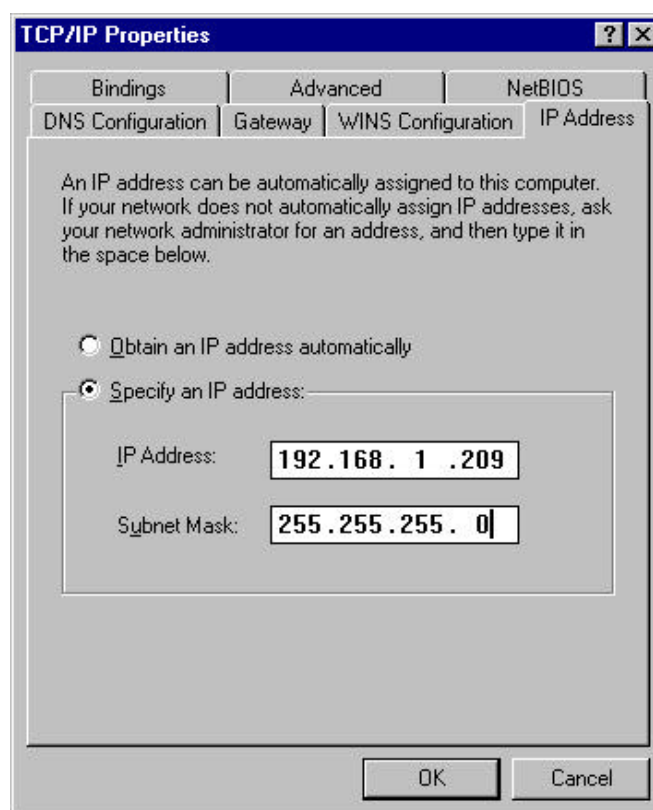 TCP/IP Properties
Bindings Advanced NetBIOS
DNS Configuration Gateway WINS Configuration IP Address
An IP address can be automatically assigned to this computer.
If your network does not automatically assign IP addresses, ask
your network administrator for an address, and then type it in
the space below.
Obtain an IP address automatically
Specify an IP address:
IP Address: 192.168. 1 .209
Subnet Mask: 255.255.255. 0
OK Cancel